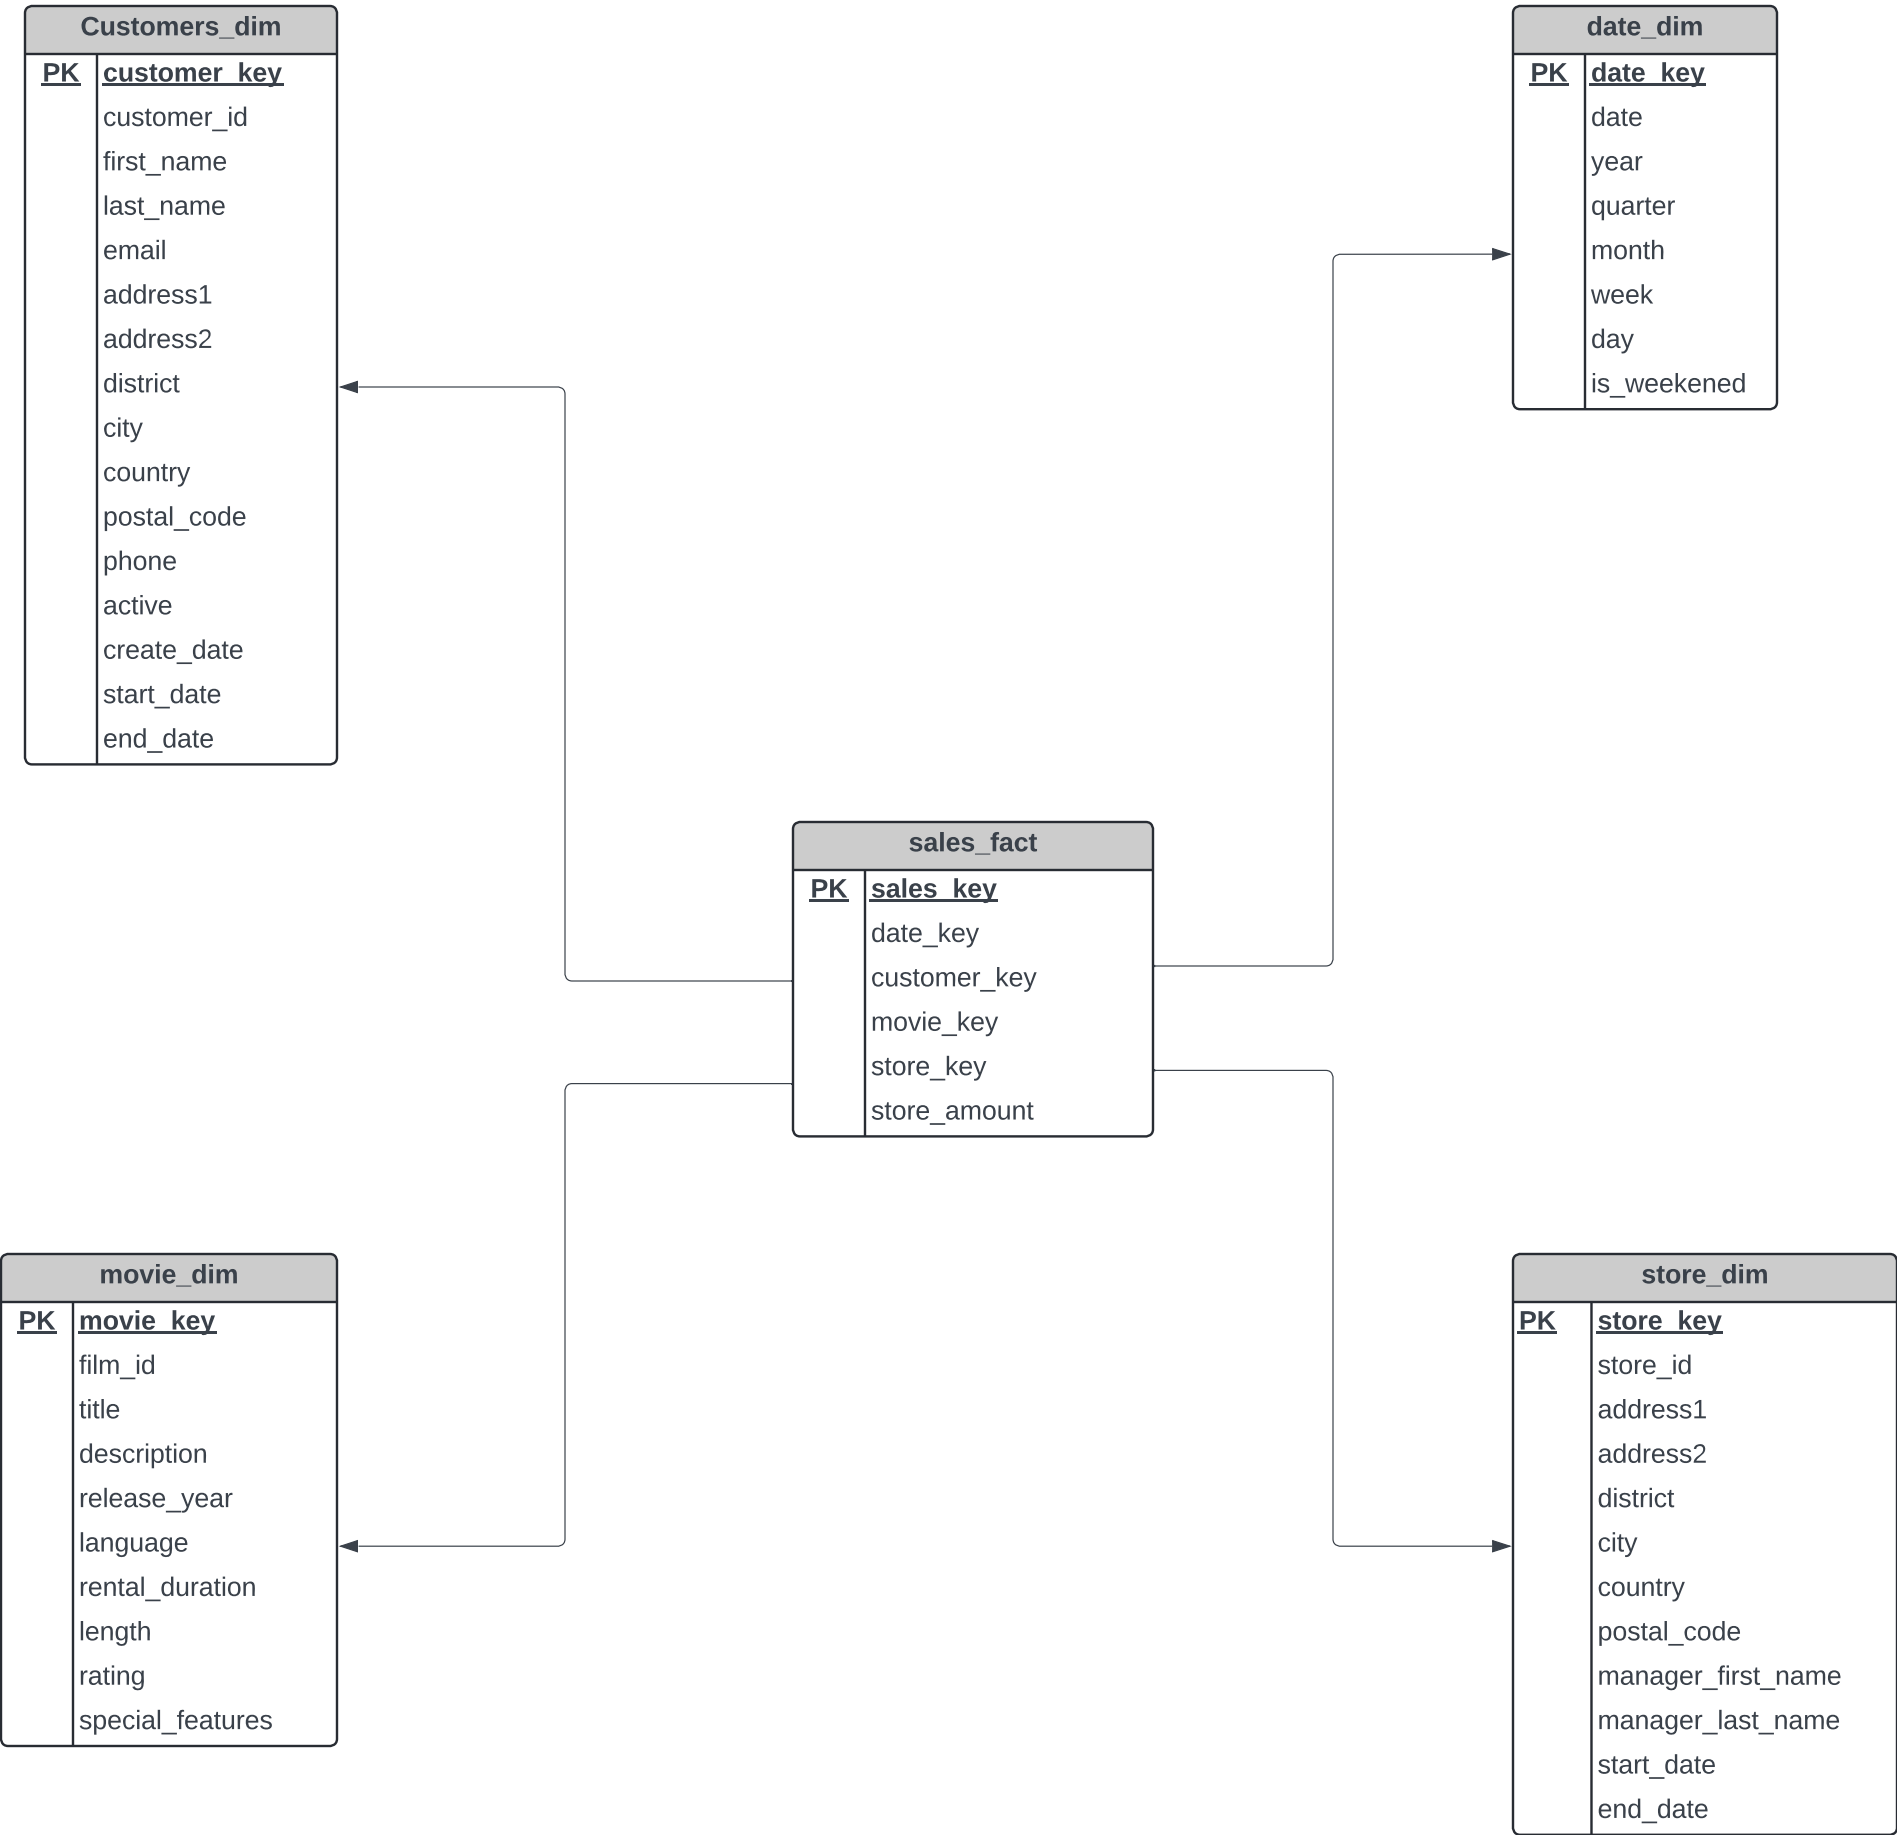 Customers_dim
PK customer_key
customer_id
first_name
last_name
email
address1
address2
district
city
country
postal_code
phone
active
create_date
start_date
end_date
date_dim
PK date_key
date
year
quarter
month
week
day
is_weekened
sales_fact
PK sales_key
date_key
customer_key
movie_key
store_key
store_amount
movie_dim
PK movie_key
film_id
title
description
release_year
language
rental_duration
length
rating
special_features
store_dim
PK store_key
store_id
address1
address2
district
city
country
postal_code
manager_first_name
manager_last_name
start_date
end_date